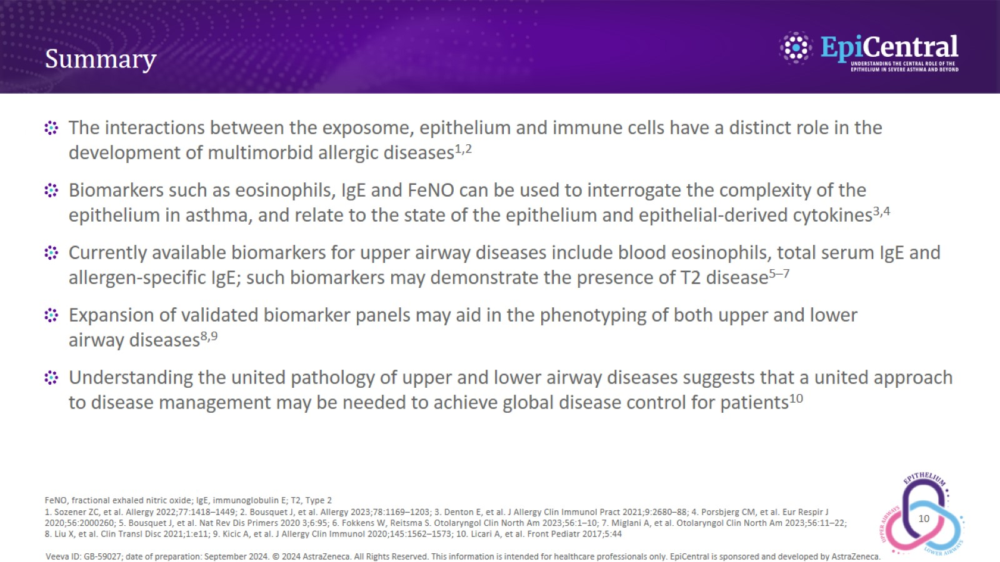 Summary
EpiCentral
UNDERSTANDING THE CENTRAL ROLE OF THE
EPITHELIUM IN SEVERE ASTHMA AND BEYOND
The interactions between the exposome, epithelium and immune cells have a distinct role in the
development of multimorbid allergic diseases1,2
Biomarkers such as eosinophils, IgE and FeNO can be used to interrogate the complexity of the
epithelium in asthma, and relate to the state of the epithelium and epithelial-derived cytokines3,4
Currently available biomarkers for upper airway diseases include blood eosinophils, total serum IgE and
allergen-specific IgE; such biomarkers may demonstrate the presence of T2 disease5–7
Expansion of validated biomarker panels may aid in the phenotyping of both upper and lower
airway diseases8,9
Understanding the united pathology of upper and lower airway diseases suggests that a united approach
to disease management may be needed to achieve global disease control for patients10
FeNO, fractional exhaled nitric oxide; IgE, immunoglobulin E; T2, Type 2
1. Sozener ZC, et al. Allergy 2022;77:1418–1449; 2. Bousquet J, et al. Allergy 2023;78:1169–1203; 3. Denton E, et al. J Allergy Clin Immunol Pract 2021;9:2680–88; 4. Porsbjerg CM, et al. Eur Respir J
2020;56:2000260; 5. Bousquet J, et al. Nat Rev Dis Primers 2020 3;6:95; 6. Fokkens W, Reitsma S. Otolaryngol Clin North Am 2023;56:1–10; 7. Miglani A, et al. Otolaryngol Clin North Am 2023;56:11–22;
8. Liu X, et al. Clin Transl Disc 2021;1:e11; 9. Kicic A, et al. J Allergy Clin Immunol 2020;145:1562–1573; 10. Licari A, et al. Front Pediatr 2017;5:44
Veeva ID: GB-59027; date of preparation: September 2024. © 2024 AstraZeneca. All Rights Reserved. This information is intended for healthcare professionals only. EpiCentral is sponsored and developed by AstraZeneca.
EPITHELIUM
UPPER AIRWAYS
10
LOWER AIRWAYS